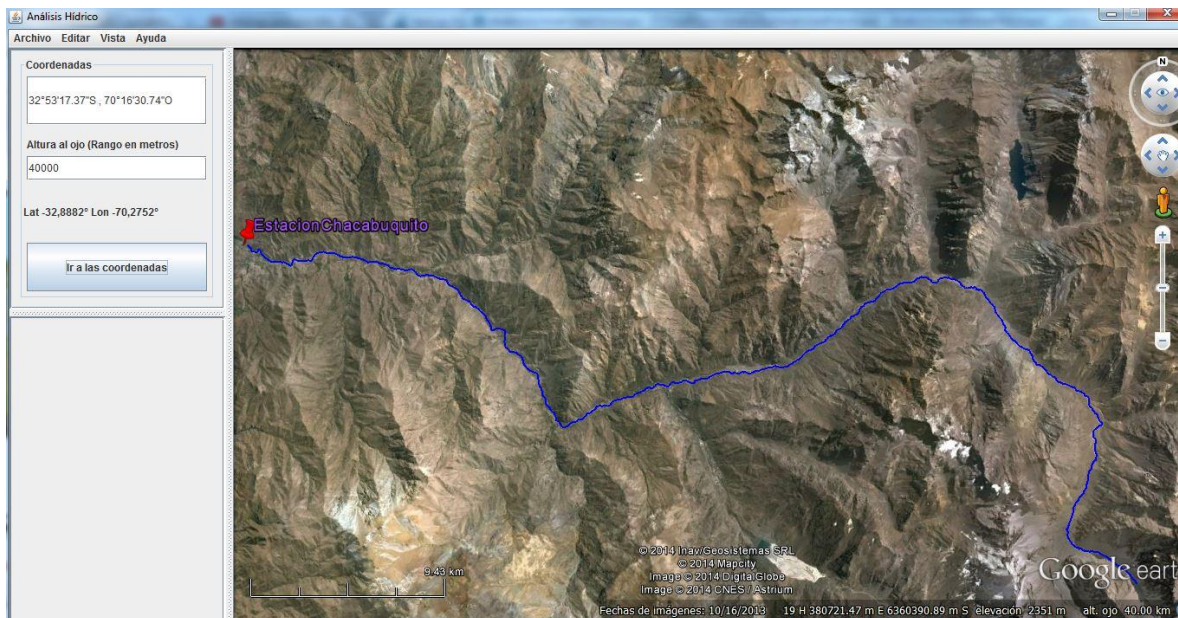 Análisis Hídrico
Archivo Editar Vista Ayuda
Coordenadas
32°53'17.37"S , 70°16'30.74"O
Altura al ojo (Rango en metros)
40000
Lat -32,8882° Lon -70,2752°
Ir a las coordenadas
N
EstacionChacabuquito
9.43 km
© 2014 Inav/Geosistemas SRL
© 2014 Mapcity
Image © 2014 DigitalGlobe
Image © 2014 CNES / Astrium
Google eart
Fechas de imágenes: 10/16/2013 19 H 380721.47 m E 6360390.89 m S elevación 2351 m alt. ojo 40.00 km